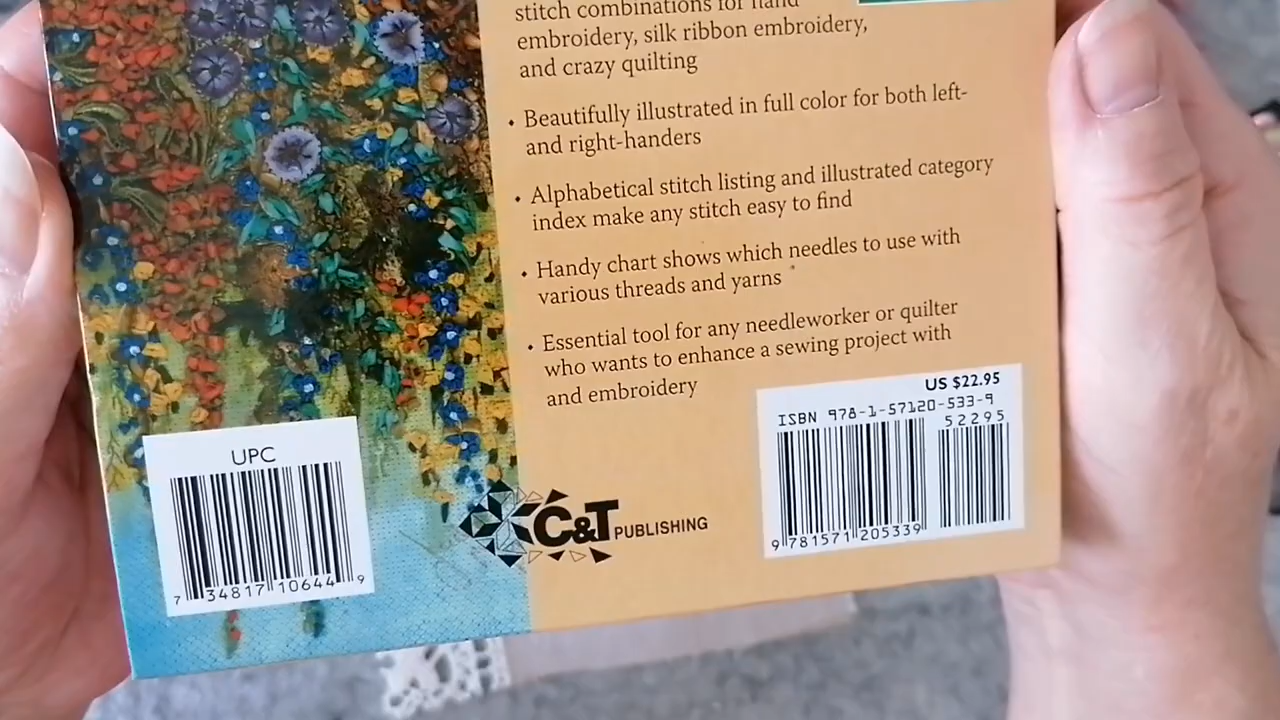 stitch combinations for hand
embroidery, silk ribbon embroidery,
and crazy quilting
• Beautifully illustrated in full color for both left-
and right-handers
• Alphabetical stitch listing and illustrated category
index make any stitch easy to find
• Handy chart shows which needles to use with
various threads and yarns
• Essential tool for any needleworker or quilter
who wants to enhance a sewing project with
and embroidery
UPC
7 34817 10644 9
C&T PUBLISHING
US $22.95
ISBN 978-1-57120-533-9
52295
9 781571 205339